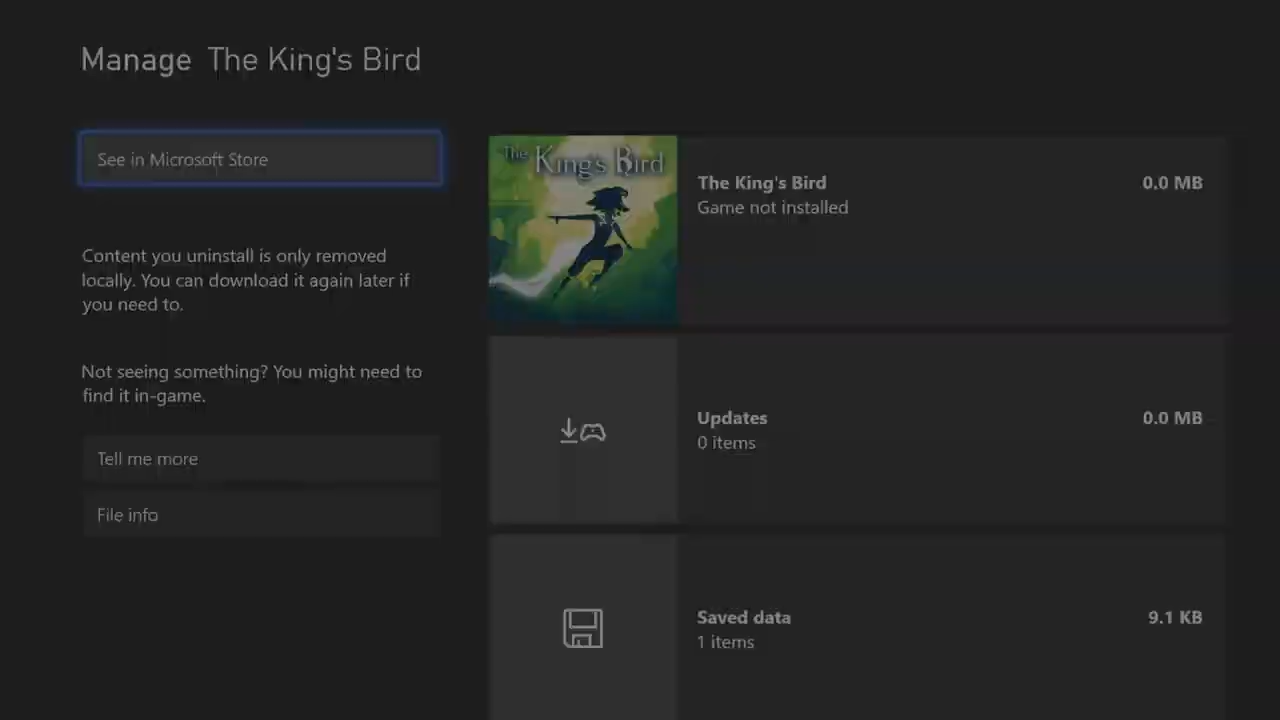 Manage The King's Bird
See in Microsoft Store
Content you uninstall is only removed
locally. You can download it again later if
you need to.
Not seeing something? You might need to
find it in-game.
Tell me more
File info
The King's Bird
The King's Bird 0.0 MB
Game not installed
Updates 0.0 MB
0 items
Saved data 9.1 KB
1 items